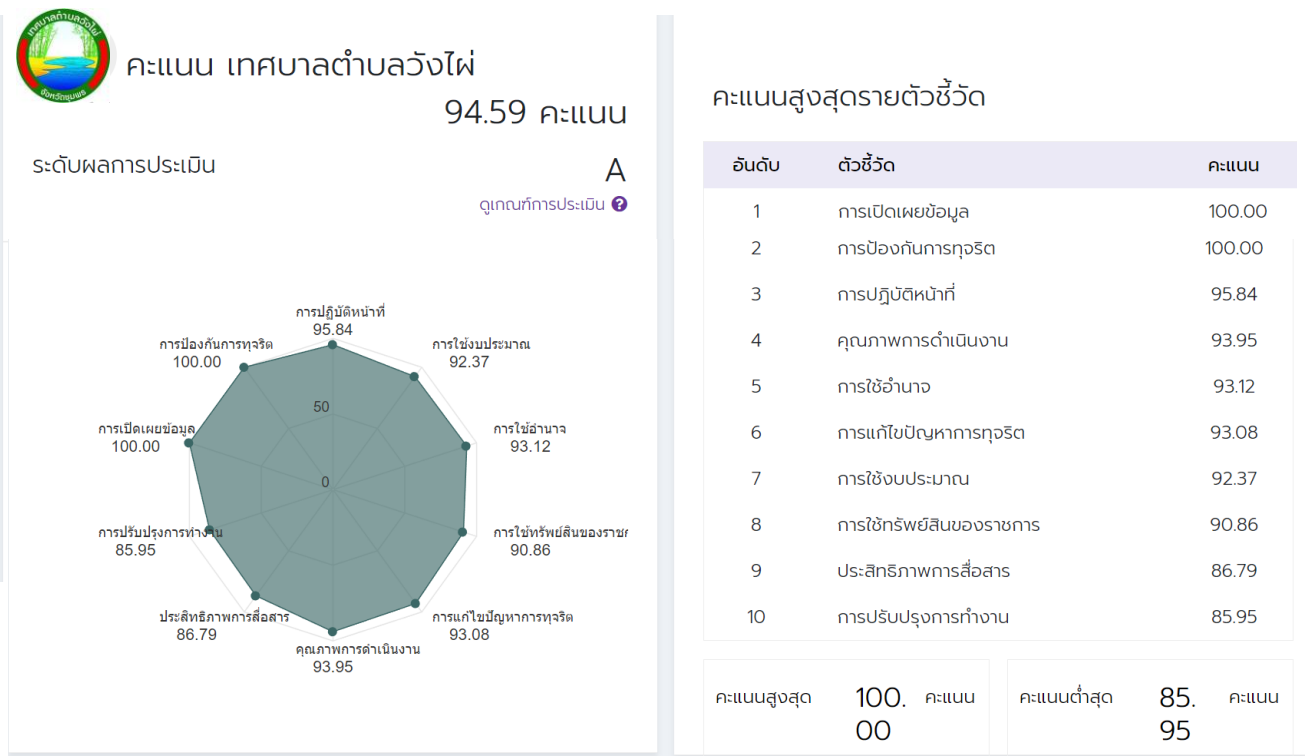 เทศบาลตำบลวังไผ่
จังหวัดชุมพร
คะแนน เทศบาลตำบลวังไผ่
94.59 คะแนน
ระดับผลการประเมิน
A
ดูเกณฑ์การประเมิน ?
การปฏิบัติหน้าที่
95.84
การป้องกันการทุจริต
100.00
การใช้งบประมาณ
92.37
50
การเปิดเผยข้อมูล
100.00
การใช้อำนาจ
93.12
0
การปรับปรุงการทำงาน
85.95
การใช้ทรัพย์สินของราชก
90.86
ประสิทธิภาพการสื่อสาร
86.79
การแก้ไขปัญหาการทุจริต
93.08
คุณภาพการดำเนินงาน
93.95
คะแนนสูงสุดรายตัวชี้วัด
อันดับ ตัวชี้วัด คะแนน
1 การเปิดเผยข้อมูล 100.00
2 การป้องกันการทุจริต 100.00
3 การปฏิบัติหน้าที่ 95.84
4 คุณภาพการดำเนินงาน 93.95
5 การใช้อำนาจ 93.12
6 การแก้ไขปัญหาการทุจริต 93.08
7 การใช้งบประมาณ 92.37
8 การใช้ทรัพย์สินของราชการ 90.86
9 ประสิทธิภาพการสื่อสาร 86.79
10 การปรับปรุงการทำงาน 85.95
คะแนนสูงสุด 100.
00 คะแนน
คะแนนต่ำสุด 85.
95 คะแนน